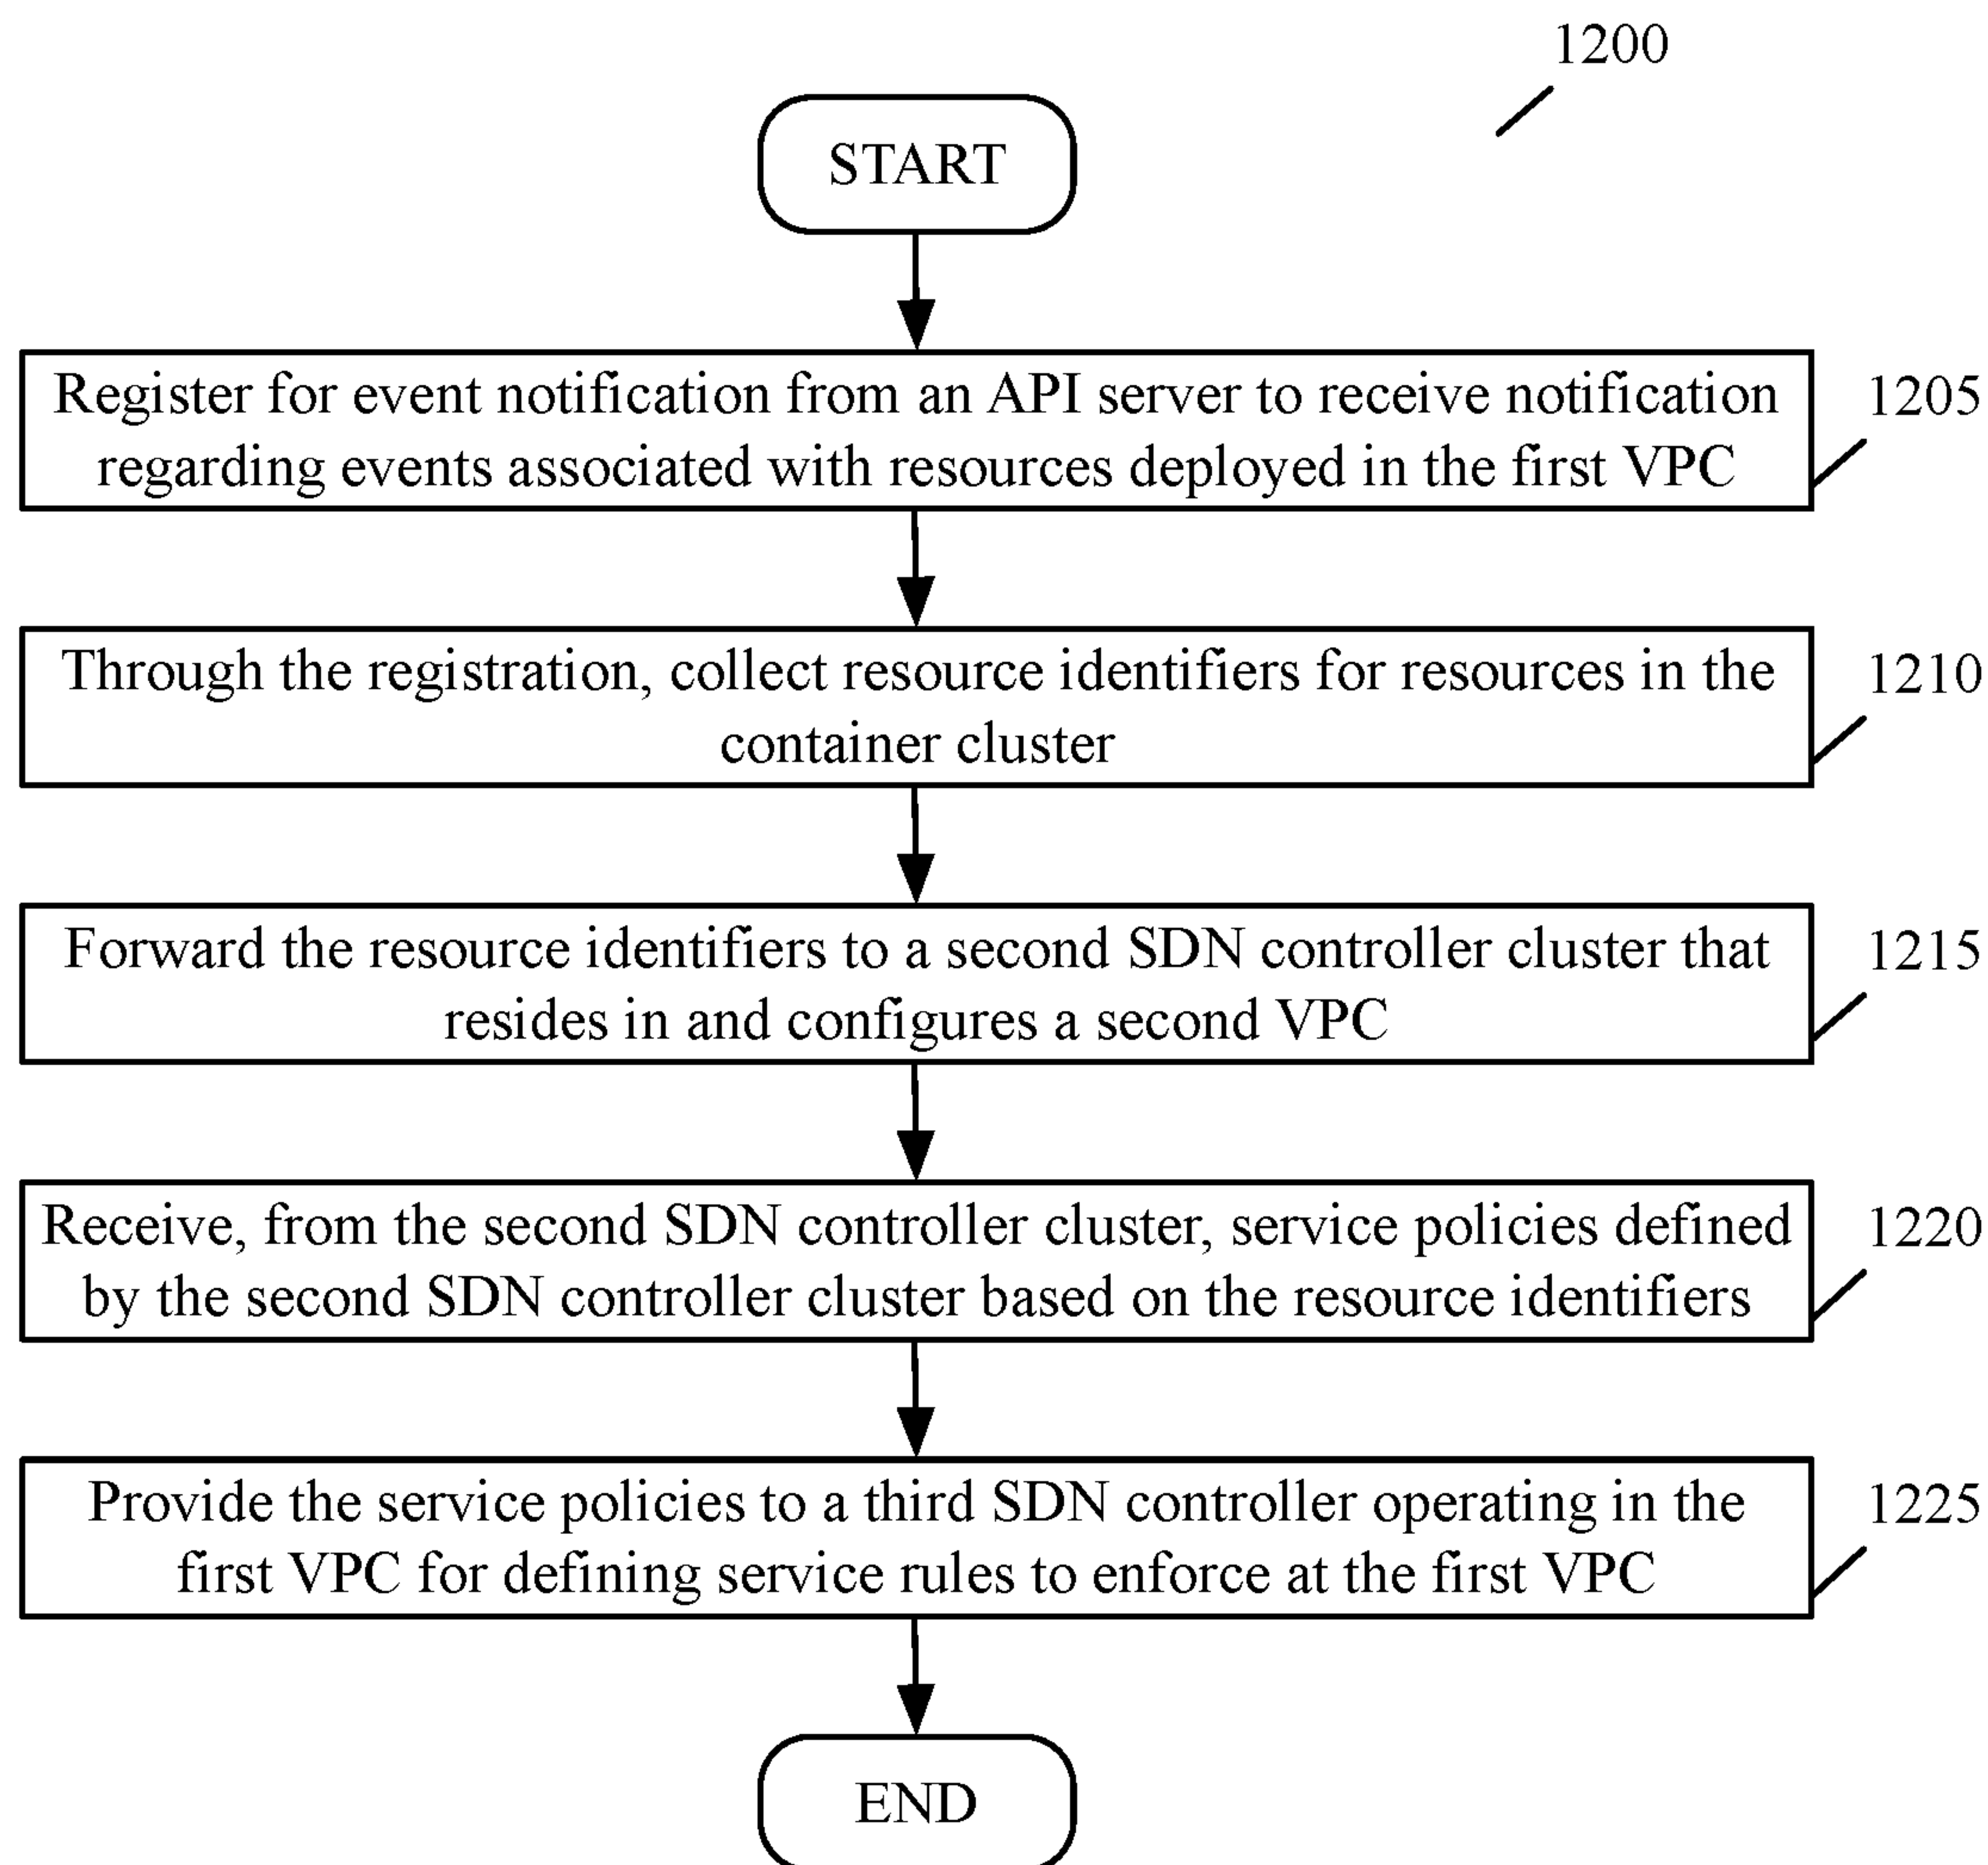 1200
START
Register for event notification from an API server to receive notification
regarding events associated with resources deployed in the first VPC
1205
Through the registration, collect resource identifiers for resources in the
container cluster
1210
Forward the resource identifiers to a second SDN controller cluster that
resides in and configures a second VPC
1215
Receive, from the second SDN controller cluster, service policies defined
by the second SDN controller cluster based on the resource identifiers
1220
Provide the service policies to a third SDN controller operating in the
first VPC for defining service rules to enforce at the first VPC
1225
END